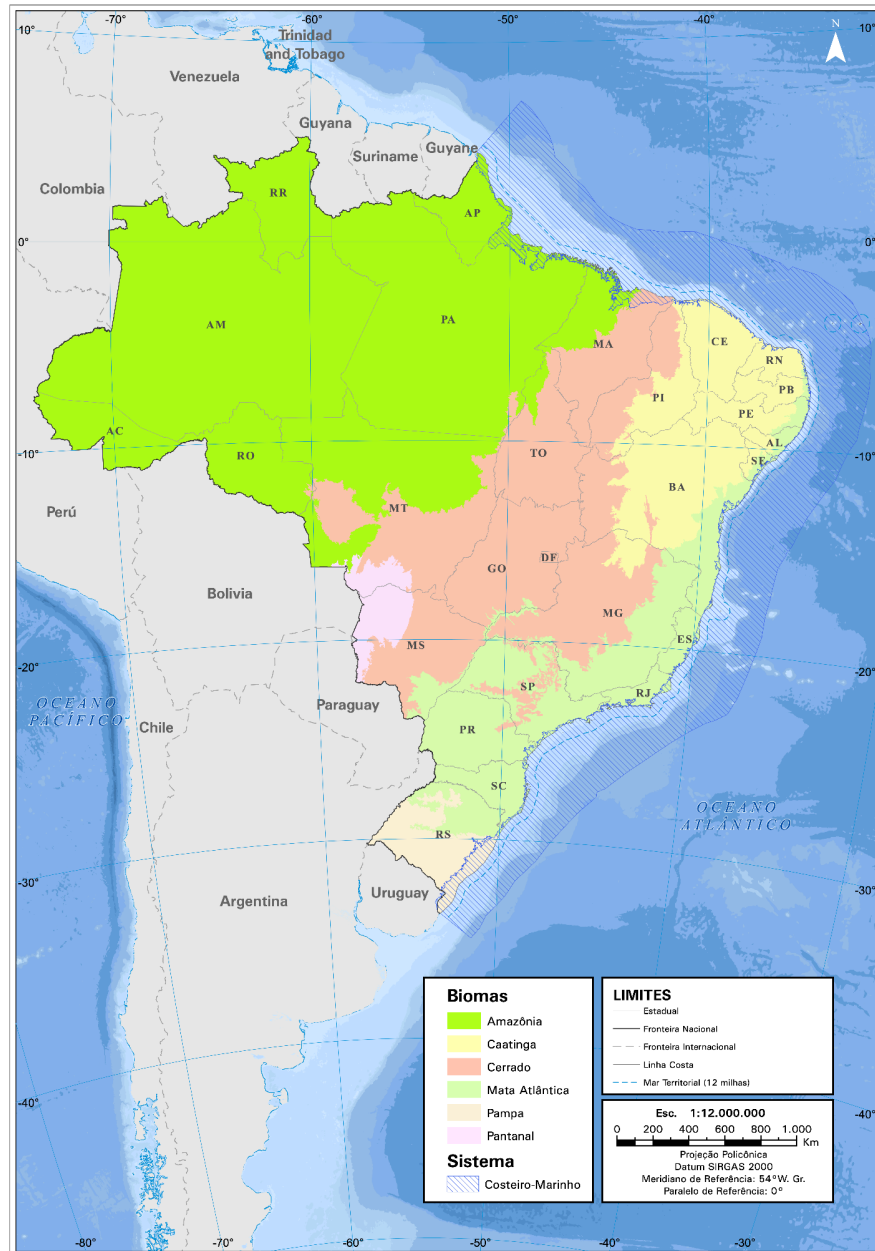 10°
-70°
-60°
-50°
-40°
10°
Trinidad
and Tobago
N
Venezuela
Guyana
Suriname
Guyane
Colombia
RR
AP
0°
0°
AM
PA
MA
CE
RN
PB
PI
PE
AC
AL
-10°
RO
TO
SE
-10°
BA
MT
Perú
DF
GO
Bolivia
MG
ES
MS
-20°
-20°
SP
RJ
OCEANO
PACÍFICO
Paraguay
Chile
PR
SC
OCEANO
ATLÂNTICO
RS
-30°
Uruguay
-30°
Argentina
Biomas
Amazônia
Caatinga
Cerrado
Mata Atlântica
Pampa
Pantanal
Sistema
Costeiro-Marinho
LIMITES
Estadual
Fronteira Nacional
Fronteira Internacional
Linha Costa
Mar Territorial (12 milhas)
-40°
-40°
Esc. 1:12.000.000
0 200 400 600 800 1.000
Km
Projeção Policônica
Datum SIRGAS 2000
Meridiano de Referência: 54°W. Gr.
Paralelo de Referência: 0°
-80°
-70°
-60°
-50°
-40°
-30°